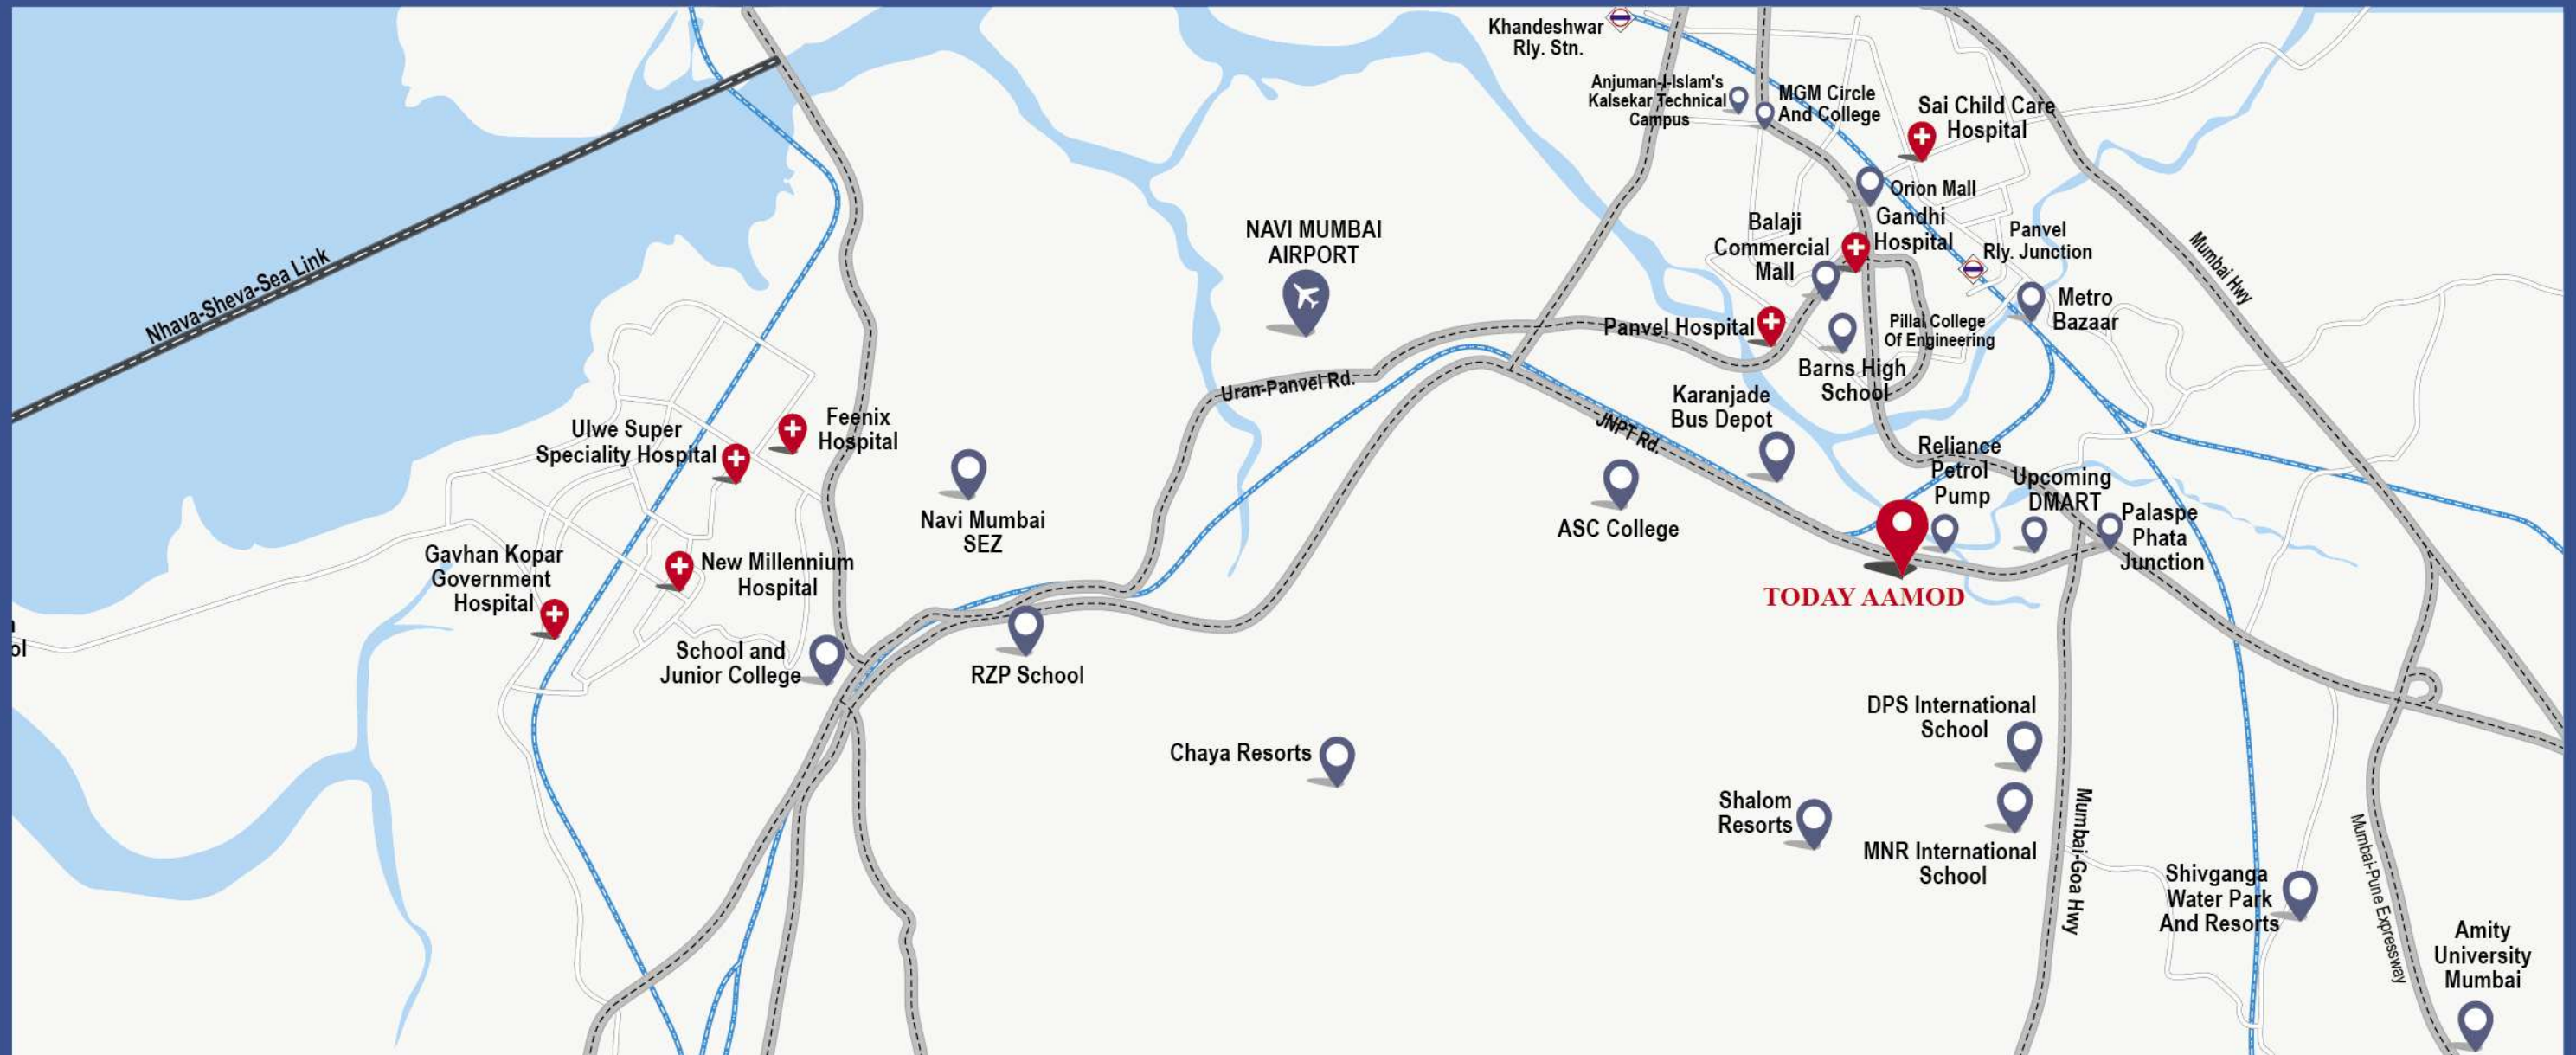 Khandeshwar
Rly. Stn.
Anjuman-I-Islam's
Kalsekar Technical
Campus
MGM Circle
And College
Sai Child Care
Hospital
Orion Mall
Gandhi
Hospital
Balaji
Commercial
Mall
Panvel
Rly. Junction
Mumbai Hwy
NAVI MUMBAI
AIRPORT
Nhava-Sheva-Sea Link
Metro
Bazaar
Panvel Hospital
Pillai College
Of Engineering
Barns High
School
Uran-Panvel Rd.
Karanjade
Bus Depot
JNPT Rd.
Feenix
Hospital
Ulwe Super
Speciality Hospital
Reliance
Petrol
Pump
Upcoming
DMART
Palaspe
Phata
Junction
Navi Mumbai
SEZ
ASC College
Gavhan Kopar
Government
Hospital
New Millennium
Hospital
TODAY AAMOD
School and
Junior College
RZP School
DPS International
School
Chaya Resorts
Shalom
Resorts
Mumbai-Goa Hwy
MNR International
School
Mumbai-Pune Expressway
Shivganga
Water Park
And Resorts
Amity
University
Mumbai